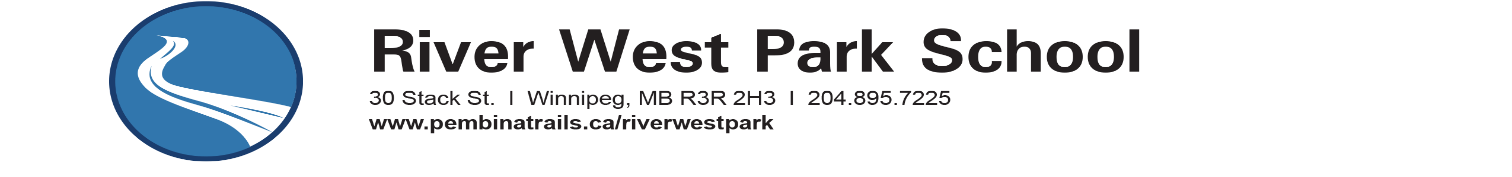 River West Park School
30 Stack St. | Winnipeg, MB R3R 2H3 | 204.895.7225
www.pembinatrails.ca/riverwestpark